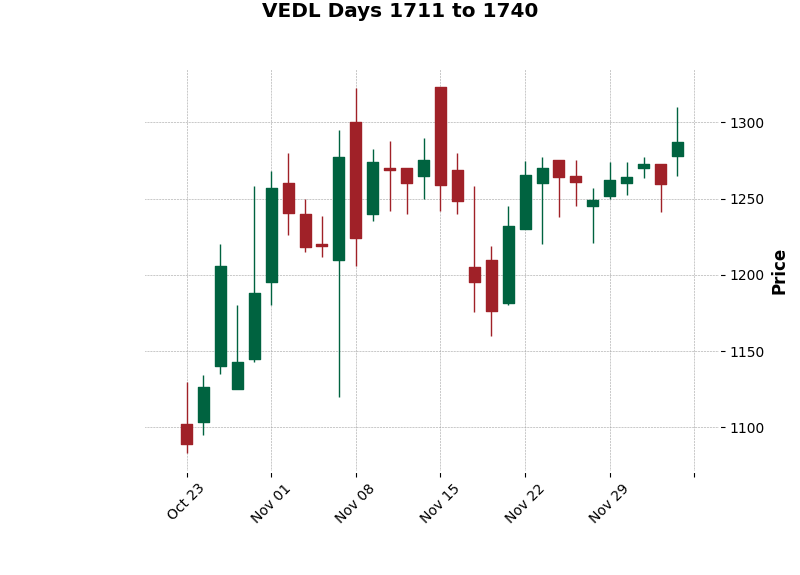 VEDL Days 1711 to 1740
1300
1250
1200
1150
1100
Price
Oct 23
Nov 01
Nov 08
Nov 15
Nov 22
Nov 29